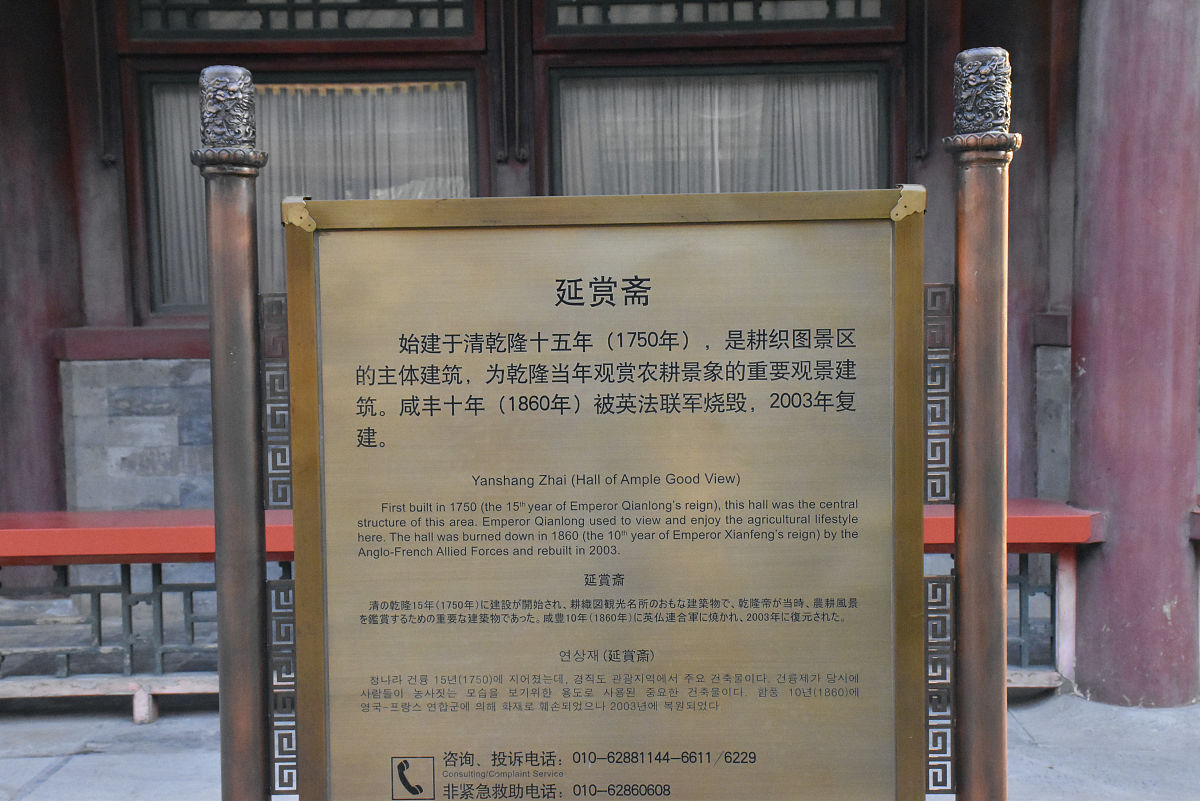 延赏斋
始建于清乾隆十五年（1750年），是耕织图景区
的主体建筑，为乾隆当年观赏农耕景象的重要观景建
筑。咸丰十年（1860年）被英法联军烧毁，2003年复
建。
Yanshang Zhai (Hall of Ample Good View)
First built in 1750 (the 15th year of Emperor Qianlong's reign), this hall was the central
structure of this area. Emperor Qianlong used to view and enjoy the agricultural lifestyle
here. The hall was burned down in 1860 (the 10th year of Emperor Xianfeng's reign) by the
Anglo-French Allied Forces and rebuilt in 2003.
延賞斎
清の乾隆15年（1750年）に建設が開始され、耕織図観光名所のおもな建築物で、乾隆帝が当時、農耕風景
を鑑賞するための重要な建築物であった。咸豊10年（1860年）に英仏連合軍に焼かれ、2003年に復元された。
연상재 (延賞斎)
청나라 건륭 15년(1750)에 지어졌는데, 경직도 관광지역에서 주요 건축물이다. 건륭제가 당시에
사람들이 농사짓는 모습을 보기위한 용도로 사용된 중요한 건축물이다. 함풍 10년(1860)에
영국-프랑스 연합군에 의해 화재로 훼손되었으나 2003년에 복원되었다
咨询、投诉电话：010-62881144-6611/6229
Consulting/Complaint Service
非紧急救助电话：010-62860608